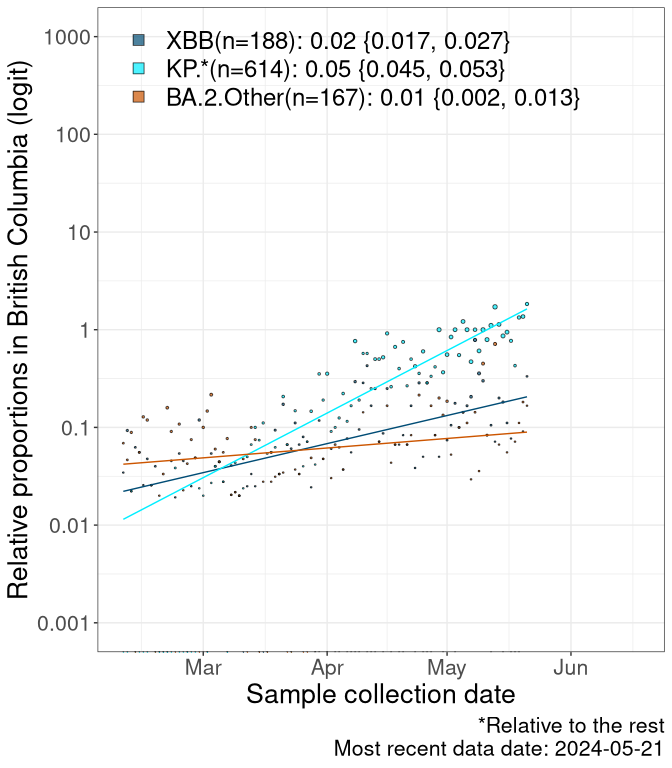 XBB(n=188): 0.02 {0.017, 0.027}
KP.*(n=614): 0.05 {0.045, 0.053}
BA.2.Other(n=167): 0.01 {0.002, 0.013}
Relative proportions in British Columbia (logit)
1000
100
10
1
0.1
0.01
0.001
Mar Apr May Jun
Sample collection date
*Relative to the rest
Most recent data date: 2024-05-21